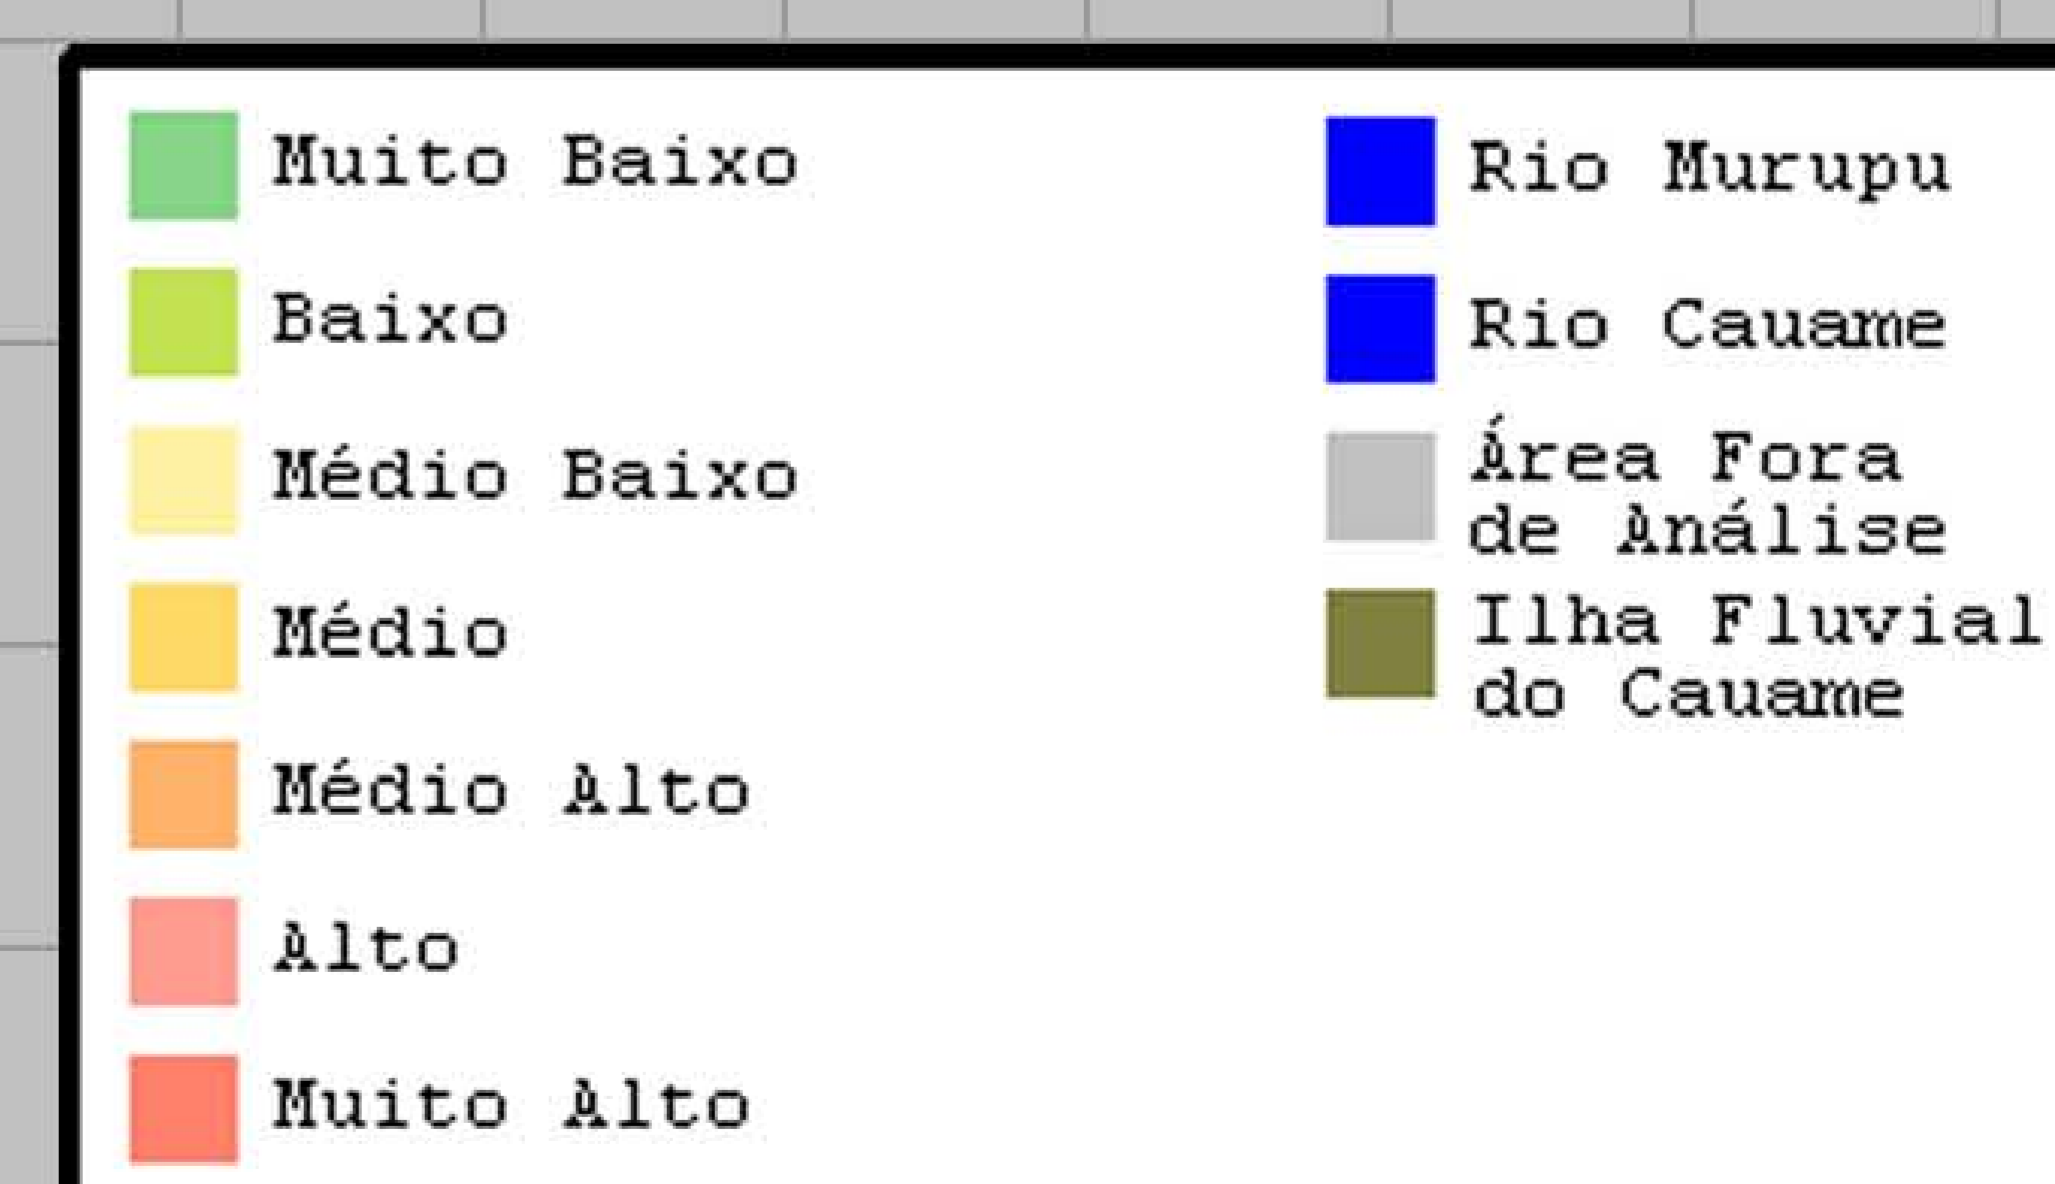 Muito Baixo
Baixo
Médio Baixo
Médio
Médio Alto
Alto
Muito Alto
Rio Murupu
Rio Cauame
Área Fora
de Análise
Ilha Fluvial
do Cauame